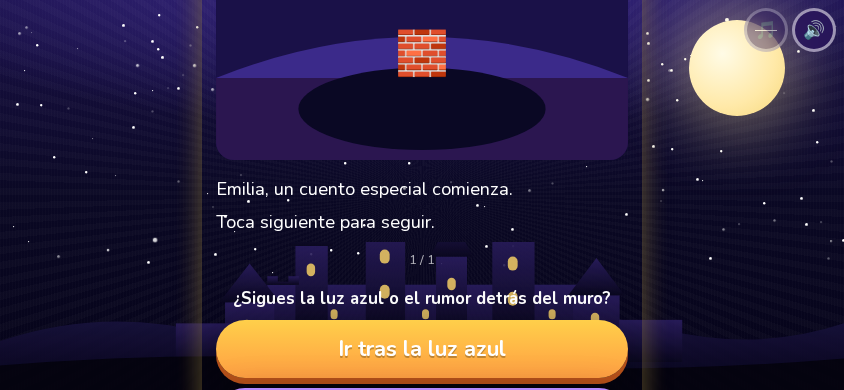 Emilia, un cuento especial comienza.
Toca siguiente para seguir.
1 / 1
¿Sigues la luz azul o el rumor detrás del muro?
Ir tras la luz azul